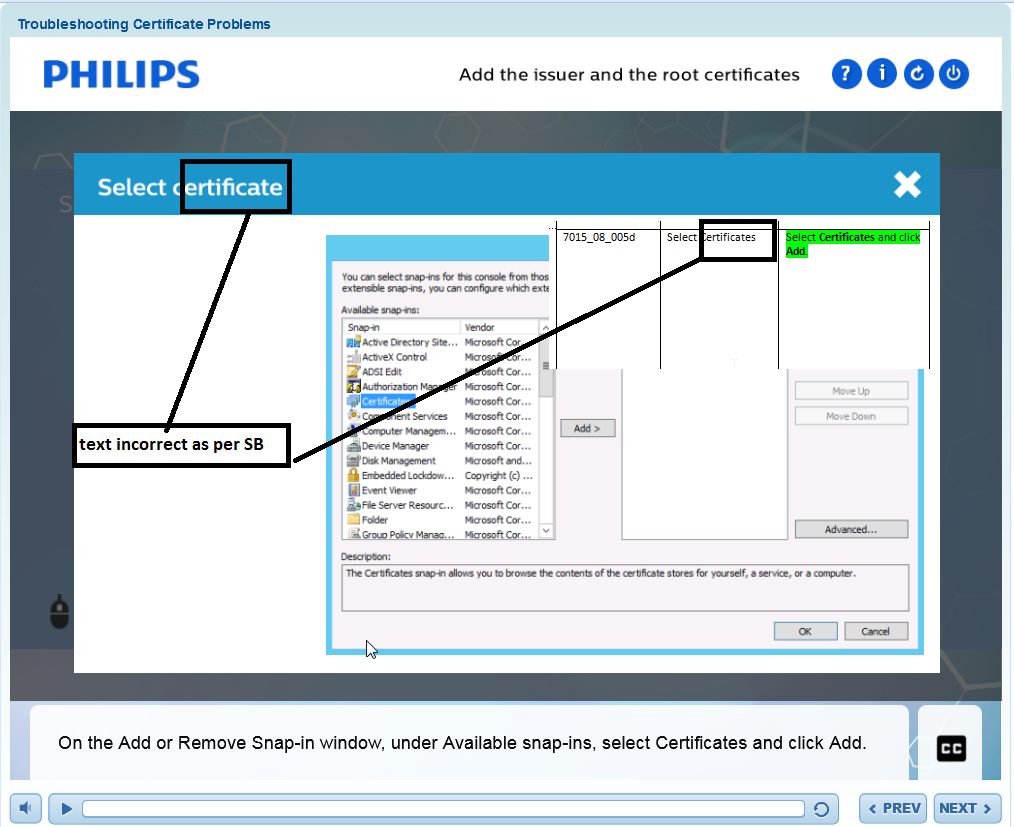 Troubleshooting Certificate Problems
PHILIPS
Add the issuer and the root certificates
? i
Select certificate
7015_08_005d Select Certificates Select Certificates and click
Add.
You can select snap-ins for this console from thos
extensible snap-ins, you can configure which exte
Available snap-ins:
Snap-in Vendor
Active Directory Site... Microsoft Cor...
ActiveX Control Microsoft Cor...
ADSI Edit Microsoft Cor...
Authorization Manager Microsoft Cor...
Certificates Microsoft Cor...
Component Services Microsoft Cor...
Computer Managem... Microsoft Cor...
Device Manager Microsoft Cor...
Disk Management Microsoft and...
Embedded Lockdow... Copyright (c) ...
Event Viewer Microsoft Cor...
File Server Resourc... Microsoft Cor...
Folder Microsoft Cor...
Group Policy Manag... Microsoft Cor...
Add >
Move Up
Move Down
Advanced...
text incorrect as per SB
Description:
The Certificates snap-in allows you to browse the contents of the certificate stores for yourself, a service, or a computer.
OK Cancel
On the Add or Remove Snap-in window, under Available snap-ins, select Certificates and click Add.
CC
< PREV NEXT >